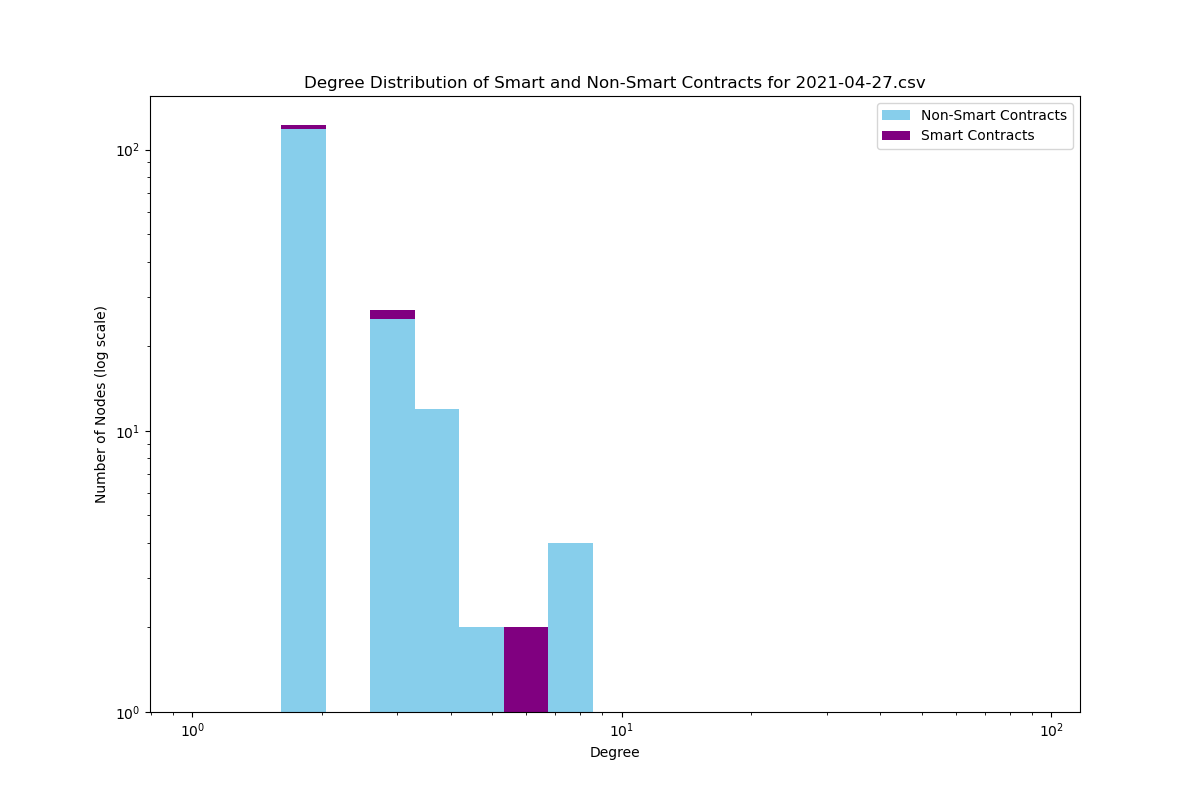 Degree Distribution of Smart and Non-Smart Contracts for 2021-04-27.csv
Non-Smart Contracts
Smart Contracts
Number of Nodes (log scale)
10²
10¹
10⁰
10⁰ 10¹ 10²
Degree